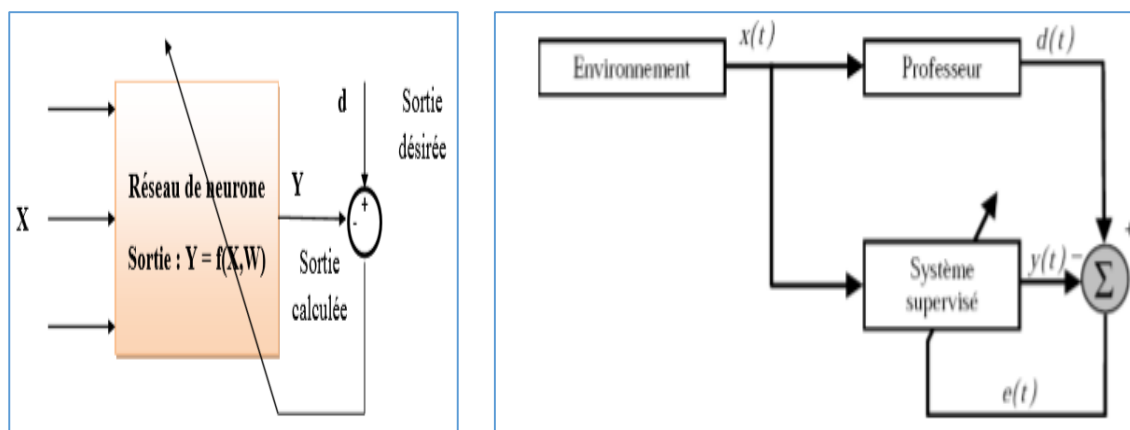 X
Réseau de neurone
Sortie : Y = f(X,W)
Y
Sortie
calculée
d
Sortie
désirée
+
-
Environnement
x(t)
Professeur
d(t)
Système
supervisé
y(t)
−
+
Σ
e(t)